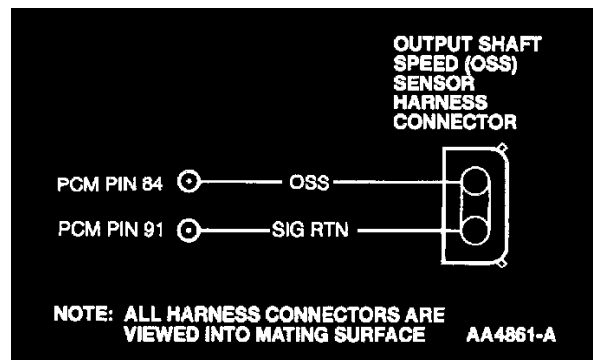 OUTPUT SHAFT
SPEED (OSS)
SENSOR
HARNESS
CONNECTOR
PCM PIN 84
OSS
PCM PIN 91
SIG RTN
NOTE: ALL HARNESS CONNECTORS ARE
VIEWED INTO MATING SURFACE
AA4861-A